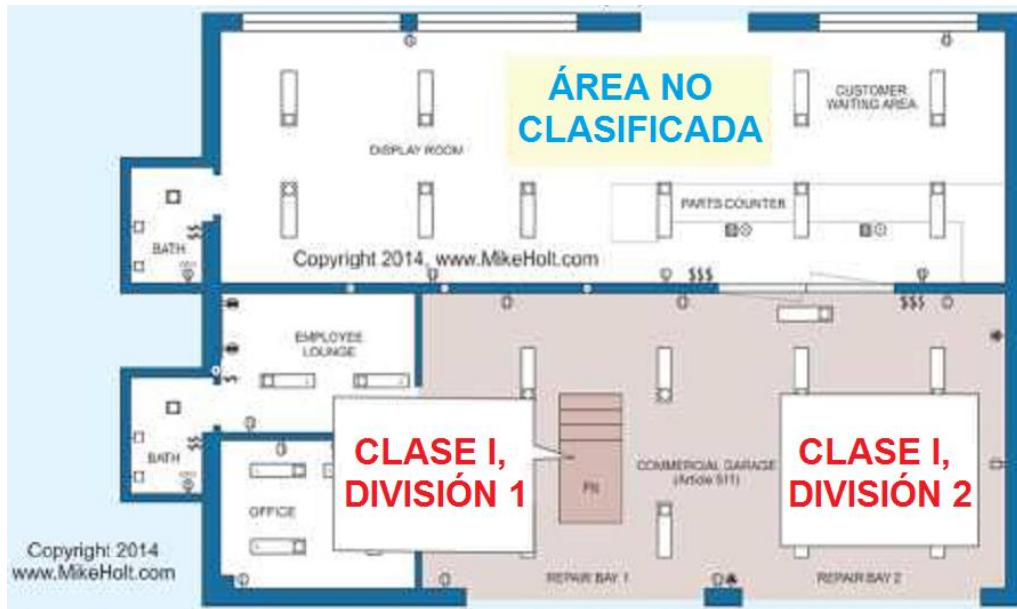 ÁREA NO
CLASIFICADA
CUSTOMER
WAITING AREA
DISPLAY ROOM
PARTS COUNTER
BATH
Copyright 2014, www.MikeHolt.com
$$$
$$$
EMPLOYEE
LOUNGE
BATH
CLASE I,
DIVISIÓN 1
COMMERCIAL GARAGE
(Article 511)
CLASE I,
DIVISIÓN 2
OFFICE
Pit
Copyright 2014
www.MikeHolt.com
REPAIR BAY 1
REPAIR BAY 2